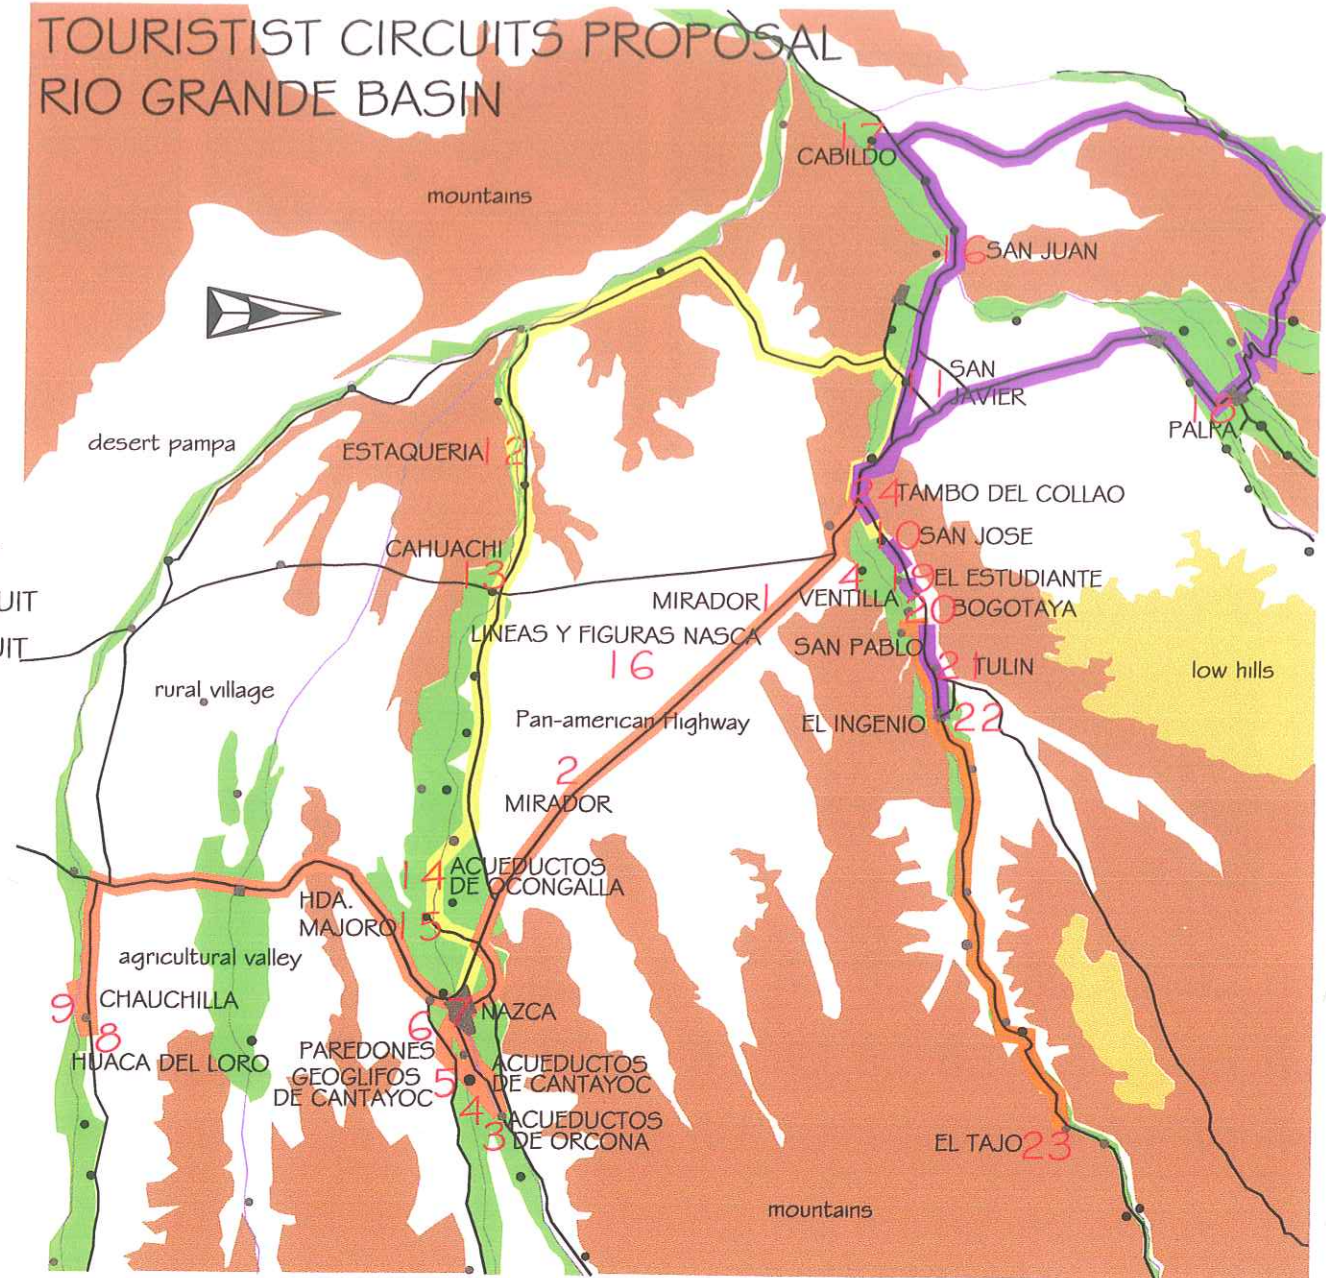 TOURISTIST CIRCUITS PROPOSAL
RIO GRANDE BASIN
17
CABILDO
mountains
16 SAN JUAN
SAN
1 JAVIER
18
PALPA
desert pampa
ESTAQUERIA 12
24 TAMBO DEL COLLAO
10 SAN JOSE
CAHUACHI
13
4 19 EL ESTUDIANTE
UIT
MIRADOR 1 VENTILLA 20 BOGOTAYA
LINEAS Y FIGURAS NASCA
SAN PABLO
UIT
16
21 TULIN
low hills
rural village
Pan-american Highway
EL INGENIO 22
2
MIRADOR
14 ACUEDUCTOS
DE OCONGALLA
HDA.
MAJORO 15
agricultural valley
9 CHAUCHILLA
8
HUACA DEL LORO
6 7 NAZCA
PAREDONES
GEOGLIFOS
DE CANTAYOC 5
ACUEDUCTOS
DE CANTAYOC
4
3 ACUEDUCTOS
DE ORCONA
EL TAJO 23
mountains